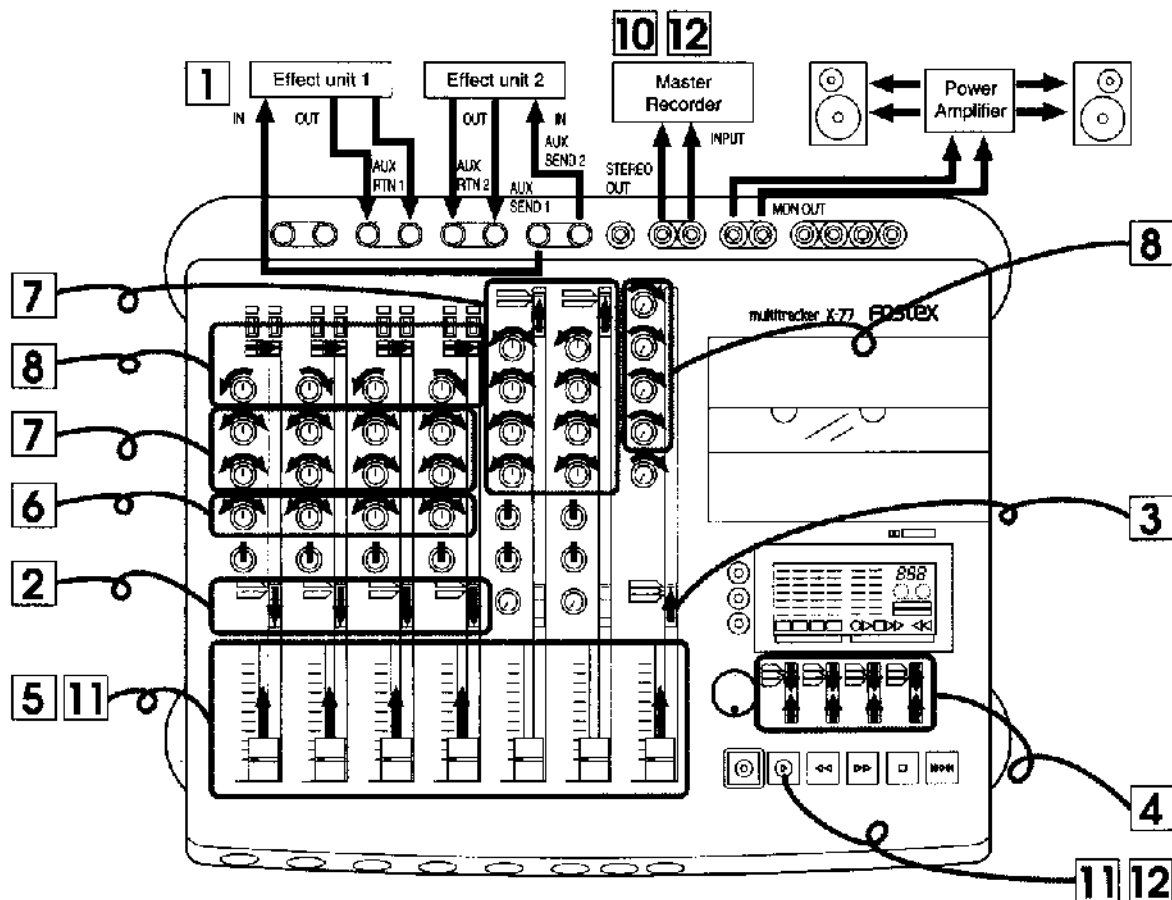 10 12
1
Effect unit 1
Effect unit 2
Master
Recorder
Power
Amplifier
IN
OUT
OUT
IN
INPUT
AUX
RTN 1
AUX
RTN 2
AUX
SEND 1
AUX
SEND 2
STEREO
OUT
MON OUT
8
7
multitracker X-77 FOSTEX
8
7
6
3
2
888
5 11
4
11 12